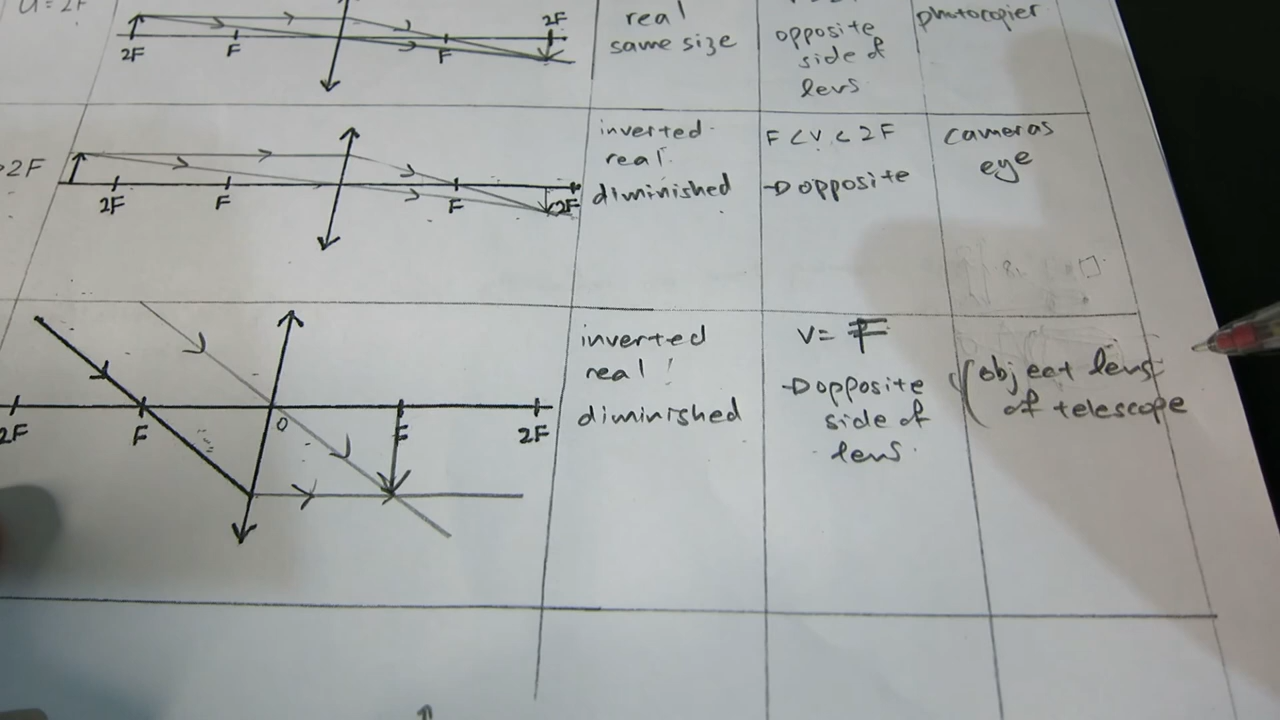 u = 2F
2F
F
F
2F
real
same size
opposite
side of
lens
photocopier
>2F
2F
F
F
2F
inverted
real
diminished
F < V < 2F
→ opposite
cameras
eye
2F
F
O
F
2F
inverted
real
diminished
V = F
→ opposite
side of
lens
object lens
of telescope